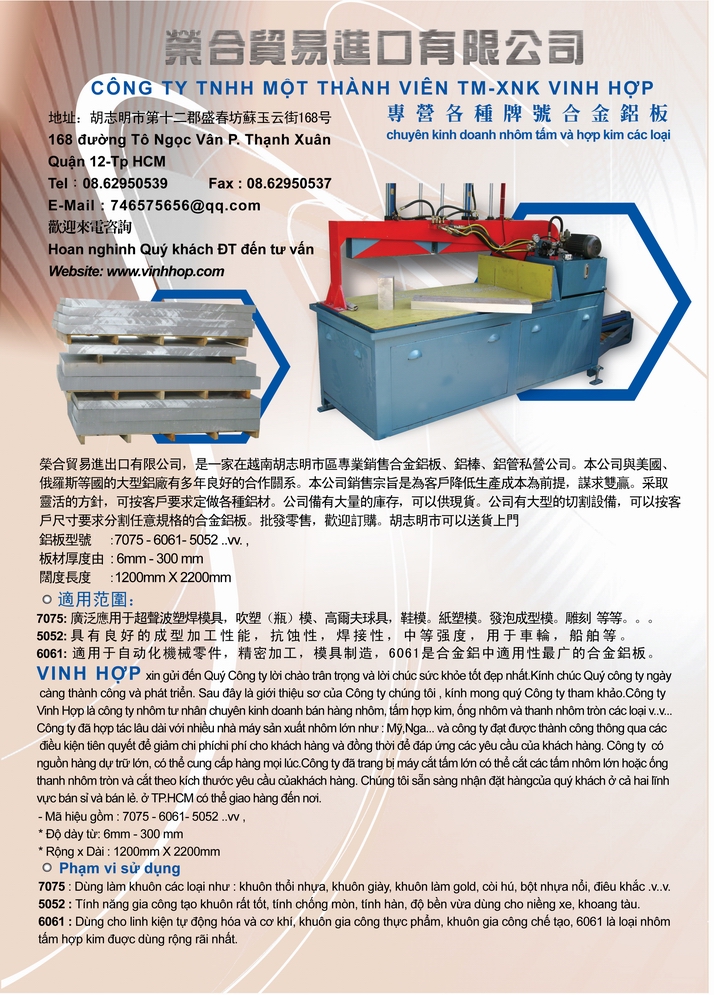 榮合貿易進口有限公司
CÔNG TY TNHH MỘT THÀNH VIÊN TM-XNK VINH HỢP
地址：胡志明市第十二郡盛春坊蘇玉云街168号
168 đường Tô Ngọc Vân P. Thạnh Xuân
Quận 12-Tp HCM
Tel : 08.62950539 Fax : 08.62950537
E-Mail : 746575656@qq.com
歡迎來電咨詢
Hoan nghinh Quý khách ĐT đến tư vấn
Website: www.vinhhop.com
專營各種牌號合金鋁板
chuyên kinh doanh nhôm tấm và hợp kim các loại
榮合貿易進出口有限公司，是一家在越南胡志明市區專業銷售合金鋁板、鋁棒、鋁管私營公司。本公司與美國、
俄羅斯等國的大型鋁廠有多年良好的合作關系。本公司銷售宗旨是為客戶降低生產成本為前提，謀求雙贏。采取
靈活的方針，可按客戶要求定做各種鋁材。公司備有大量的庫存，可以供現貨。公司有大型的切割設備，可以按客
戶尺寸要求分割任意規格的合金鋁板。批發零售，歡迎訂購。胡志明市可以送貨上門
鋁板型號 : 7075 - 6061- 5052 ..vv. ,
板材厚度由 : 6mm - 300 mm
闊度長度 : 1200mm X 2200mm
適用范圍：
7075: 廣泛應用于超聲波塑焊模具，吹塑（瓶）模、高爾夫球具，鞋模。紙塑模。發泡成型模。雕刻 等等。。。
5052: 具有良好的成型加工性能，抗蝕性，焊接性，中等强度，用于車輪，船舶等。
6061: 適用于自动化機械零件，精密加工，模具制造，6061是合金鋁中適用性最广的合金鋁板。
VINH HỢP xin gửi đến Quý Công ty lời chào trân trọng và lời chúc sức khỏe tốt đẹp nhất.Kính chúc Quý công ty ngày
càng thành công và phát triển. Sau đây là giới thiệu sơ của Công ty chúng tôi , kính mong quý Công ty tham khảo.Công ty
Vinh Hợp là công ty nhôm tư nhân chuyên kinh doanh bán hàng nhôm, tấm hợp kim, ống nhôm và thanh nhôm tròn các loại v..v...
Công ty đã hợp tác lâu dài với nhiều nhà máy sản xuất nhôm lớn như : Mỹ,Nga... và công ty đạt được thành công thông qua các
điều kiện tiên quyết để giảm chi phíchi phí cho khách hàng và đồng thời để đáp ứng các yêu cầu của khách hàng. Công ty có
nguồn hàng dự trữ lớn, có thể cung cấp hàng mọi lúc.Công ty đã trang bị máy cắt tấm lớn có thể cắt các tấm nhôm lớn hoặc ống
thanh nhôm tròn và cắt theo kích thước yêu cầu củakhách hàng. Chúng tôi sẵn sàng nhận đặt hàngcủa quý khách ở cả hai lĩnh
vực bán sỉ và bán lẻ. ở TP.HCM có thể giao hàng đến nơi.
- Mã hiệu gồm : 7075 - 6061- 5052 ..vv ,
* Độ dày từ: 6mm - 300 mm
* Rộng x Dài : 1200mm X 2200mm
Phạm vi sử dụng
7075 : Dùng làm khuôn các loại như : khuôn thổi nhựa, khuôn giày, khuôn làm gold, còi hú, bột nhựa nổi, điêu khắc .v..v.
5052 : Tính năng gia công tạo khuôn rất tốt, tính chống mòn, tính hàn, độ bền vừa dùng cho niềng xe, khoang tàu.
6061 : Dùng cho linh kiện tự động hóa và cơ khí, khuôn gia công thực phẩm, khuôn gia công chế tạo, 6061 là loại nhôm
tấm hợp kim được dùng rộng rãi nhất.